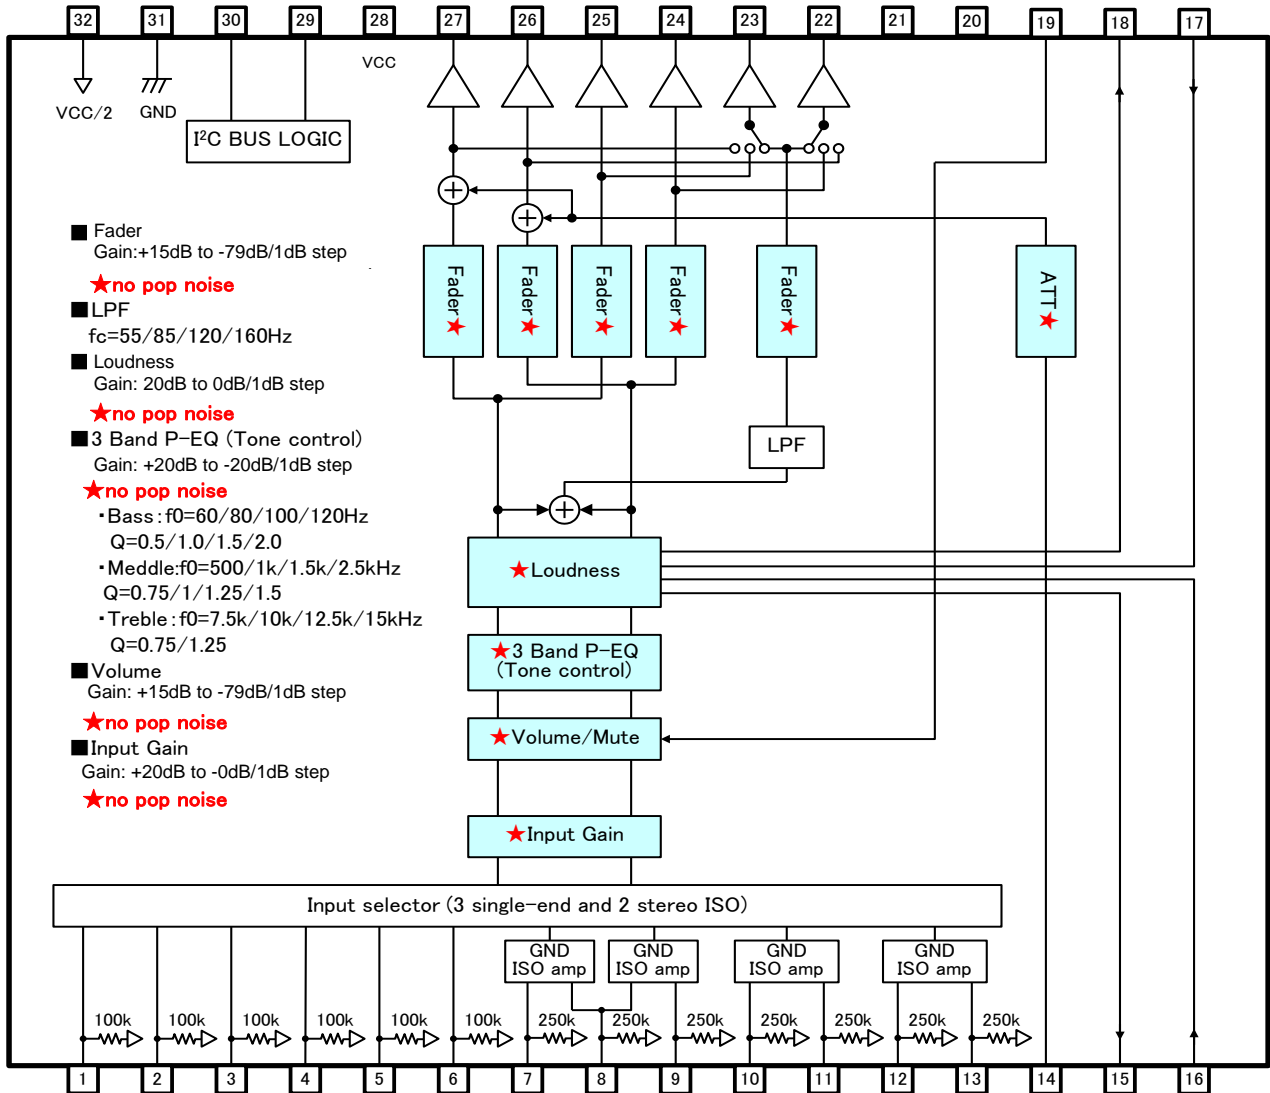 32 31 30 29 28 27 26 25 24 23 22 21 20 19 18 17
VCC
VCC/2 GND
I²C BUS LOGIC
■ Fader
Gain:+15dB to -79dB/1dB step
★no pop noise
■LPF
fc=55/85/120/160Hz
■ Loudness
Gain: 20dB to 0dB/1dB step
★no pop noise
■3 Band P-EQ (Tone control)
Gain: +20dB to -20dB/1dB step
★no pop noise
・Bass:f0=60/80/100/120Hz
Q=0.5/1.0/1.5/2.0
・Meddle:f0=500/1k/1.5k/2.5kHz
Q=0.75/1/1.25/1.5
・Treble:f0=7.5k/10k/12.5k/15kHz
Q=0.75/1.25
■Volume
Gain: +15dB to -79dB/1dB step
★no pop noise
■Input Gain
Gain: +20dB to -0dB/1dB step
★no pop noise
Fader★
Fader★
Fader★
Fader★
Fader★
ATT★
LPF
★Loudness
★3 Band P-EQ
(Tone control)
★Volume/Mute
★Input Gain
Input selector (3 single-end and 2 stereo ISO)
GND
ISO amp
GND
ISO amp
GND
ISO amp
GND
ISO amp
100k 100k 100k 100k 100k 100k 250k 250k 250k 250k 250k 250k 250k
1 2 3 4 5 6 7 8 9 10 11 12 13 14 15 16